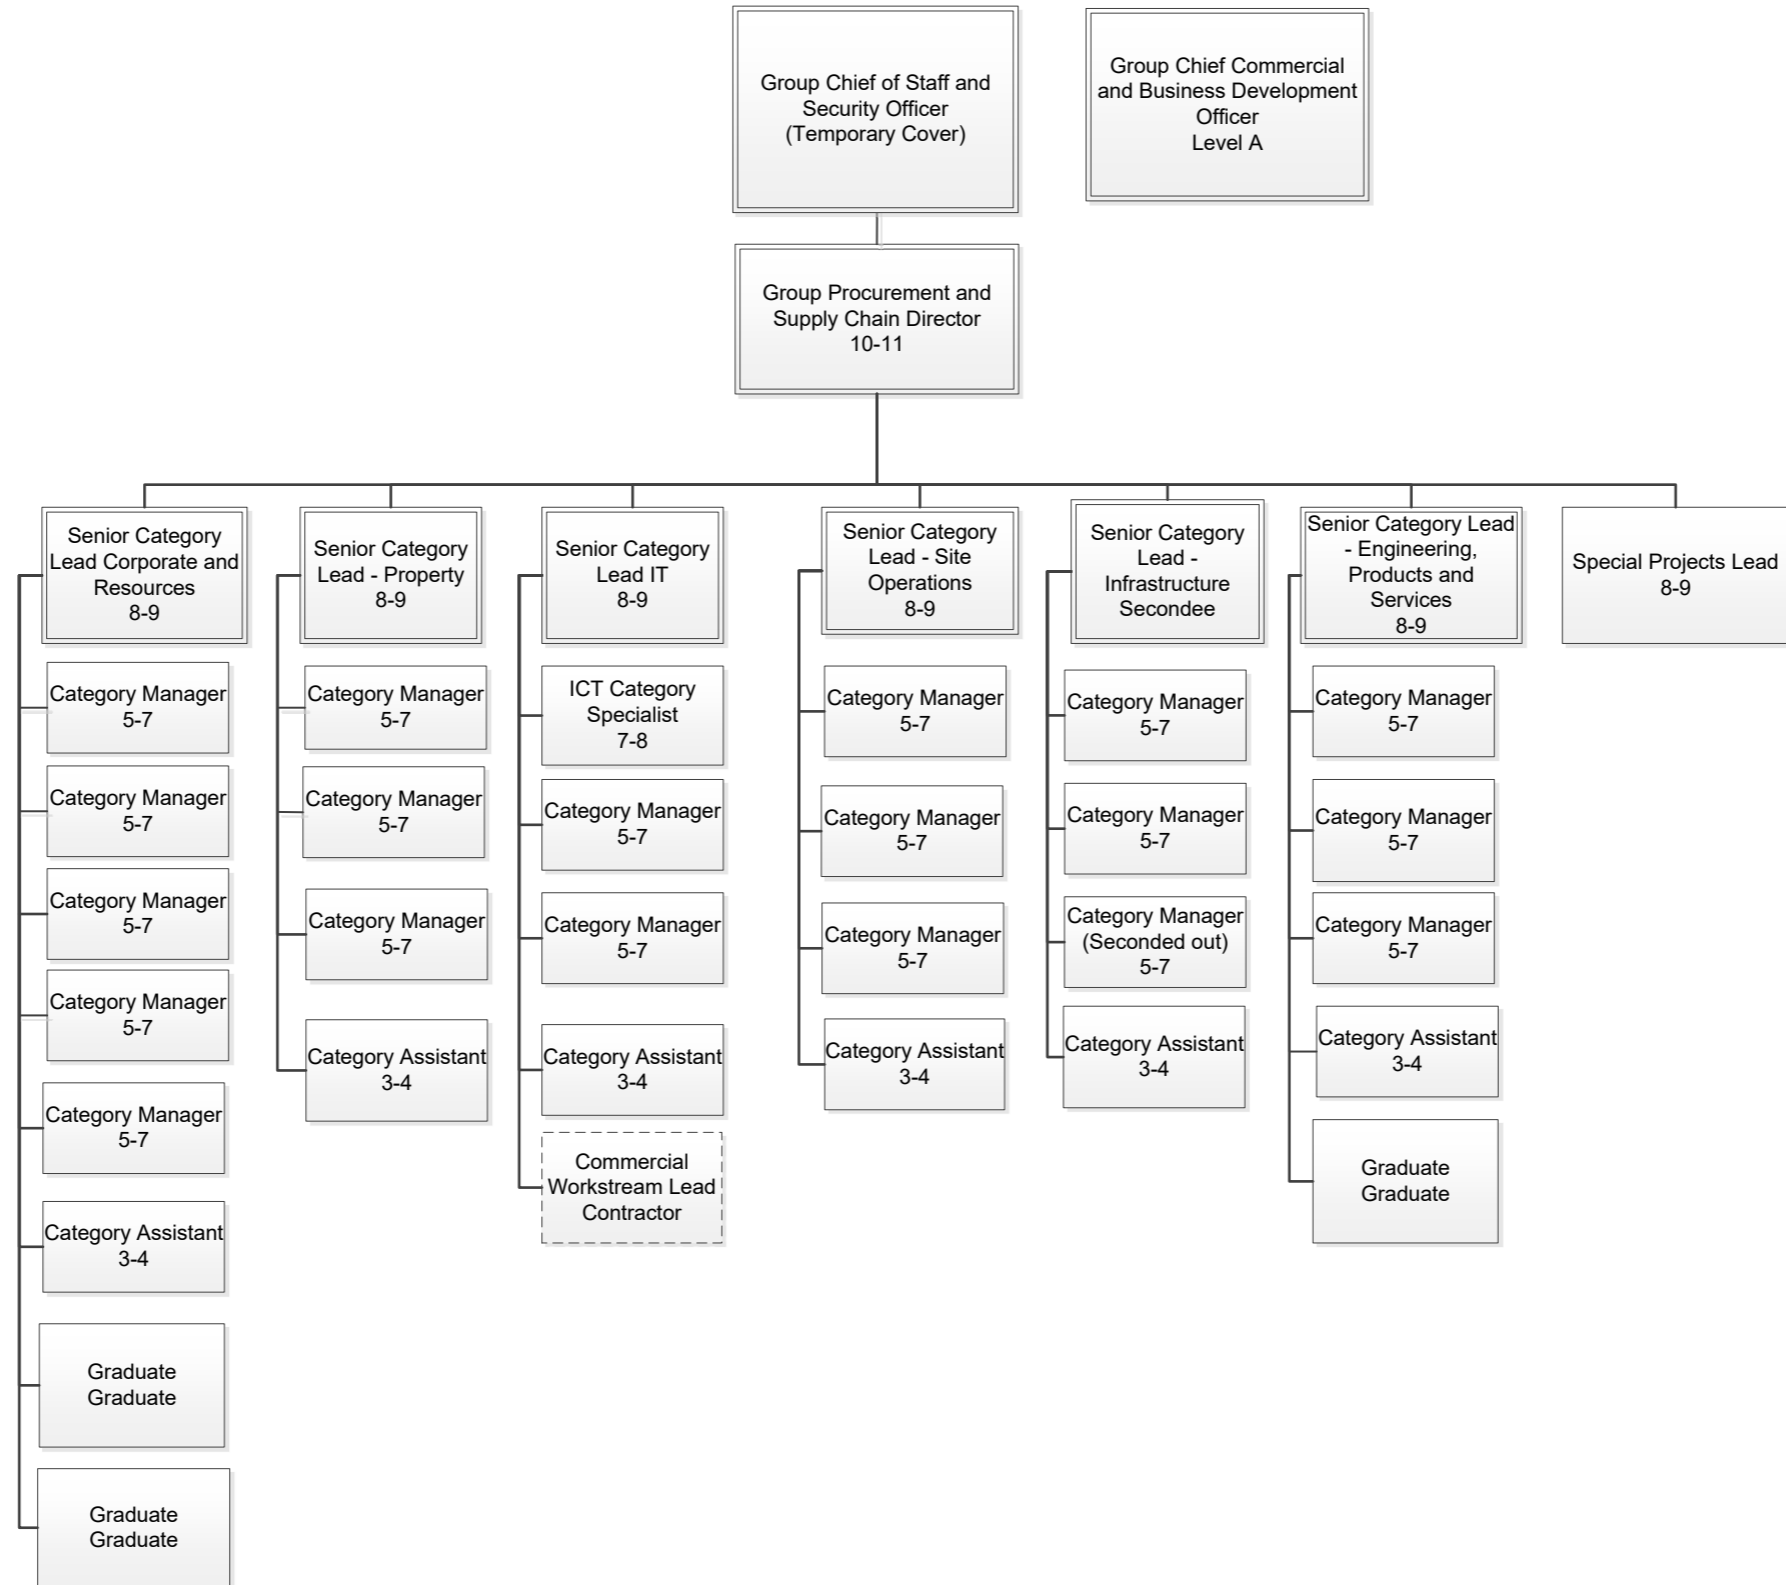 Group Chief of Staff and
Security Officer
(Temporary Cover)
Group Chief Commercial
and Business Development
Officer
Level A
Group Procurement and
Supply Chain Director
10-11
Senior Category
Lead Corporate and
Resources
8-9
Category Manager
5-7
Category Manager
5-7
Category Manager
5-7
Category Manager
5-7
Category Manager
5-7
Category Assistant
3-4
Graduate
Graduate
Graduate
Graduate
Senior Category
Lead - Property
8-9
Category Manager
5-7
Category Manager
5-7
Category Manager
5-7
Category Assistant
3-4
Senior Category
Lead IT
8-9
ICT Category
Specialist
7-8
Category Manager
5-7
Category Manager
5-7
Category Assistant
3-4
Commercial
Workstream Lead
Contractor
Senior Category
Lead - Site
Operations
8-9
Category Manager
5-7
Category Manager
5-7
Category Manager
5-7
Category Assistant
3-4
Senior Category
Lead -
Infrastructure
Secondee
Category Manager
5-7
Category Manager
5-7
Category Manager
(Seconded out)
5-7
Category Assistant
3-4
Senior Category Lead
- Engineering,
Products and
Services
8-9
Category Manager
5-7
Category Manager
5-7
Category Manager
5-7
Category Assistant
3-4
Graduate
Graduate
Special Projects Lead
8-9